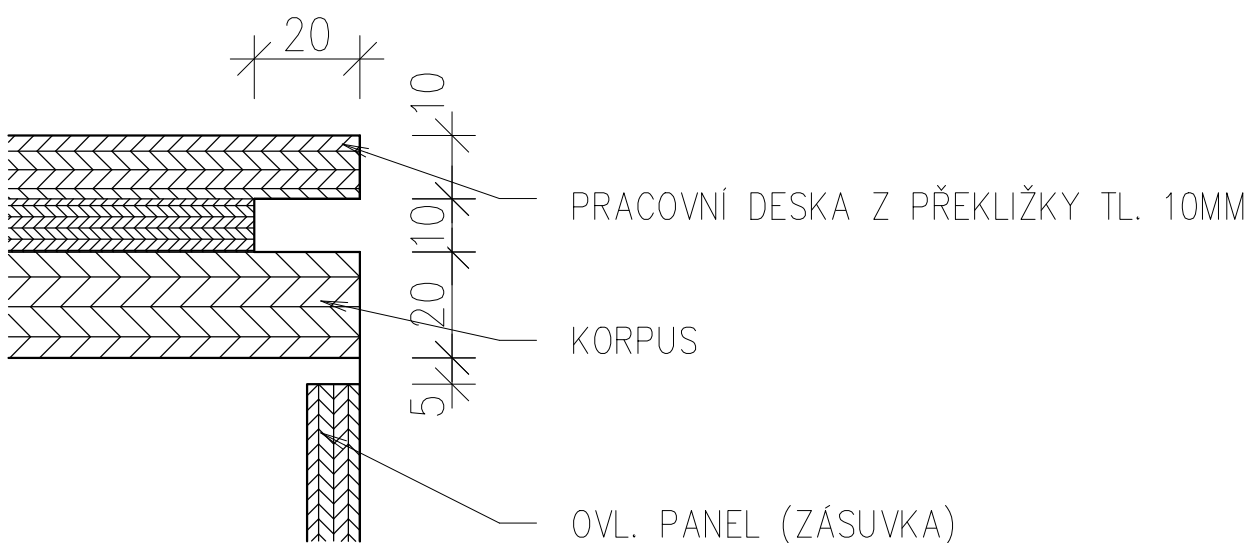 20
10
PRACOVNÍ DESKA Z PŘEKLIŽKY TL. 10MM
10
20
KORPUS
5
OVL. PANEL (ZÁSUVKA)